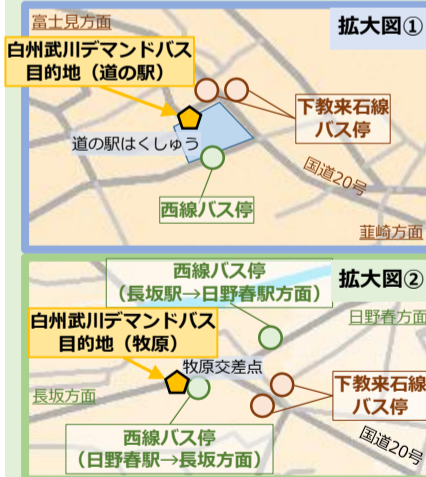 富士見方面
拡大図①
白州武川デマンドバス
目的地（道の駅）
下教来石線
バス停
道の駅はくしゅう
国道20号
西線バス停
韮崎方面
西線バス停
（長坂駅→日野春駅方面）
拡大図②
白州武川デマンドバス
目的地（牧原）
日野春方面
牧原交差点
長坂方面
下教来石線
バス停
西線バス停
（日野春駅→長坂方面）
国道20号